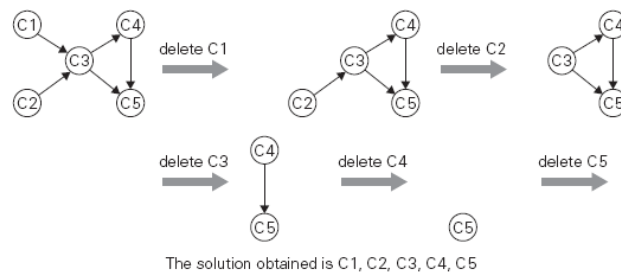 C1 C4 C4 C4
delete C1 delete C2
C3 C3 C3
C2 C5 C2 C5 C5
delete C3 C4 delete C4 delete C5
C5 C5
The solution obtained is C1, C2, C3, C4, C5